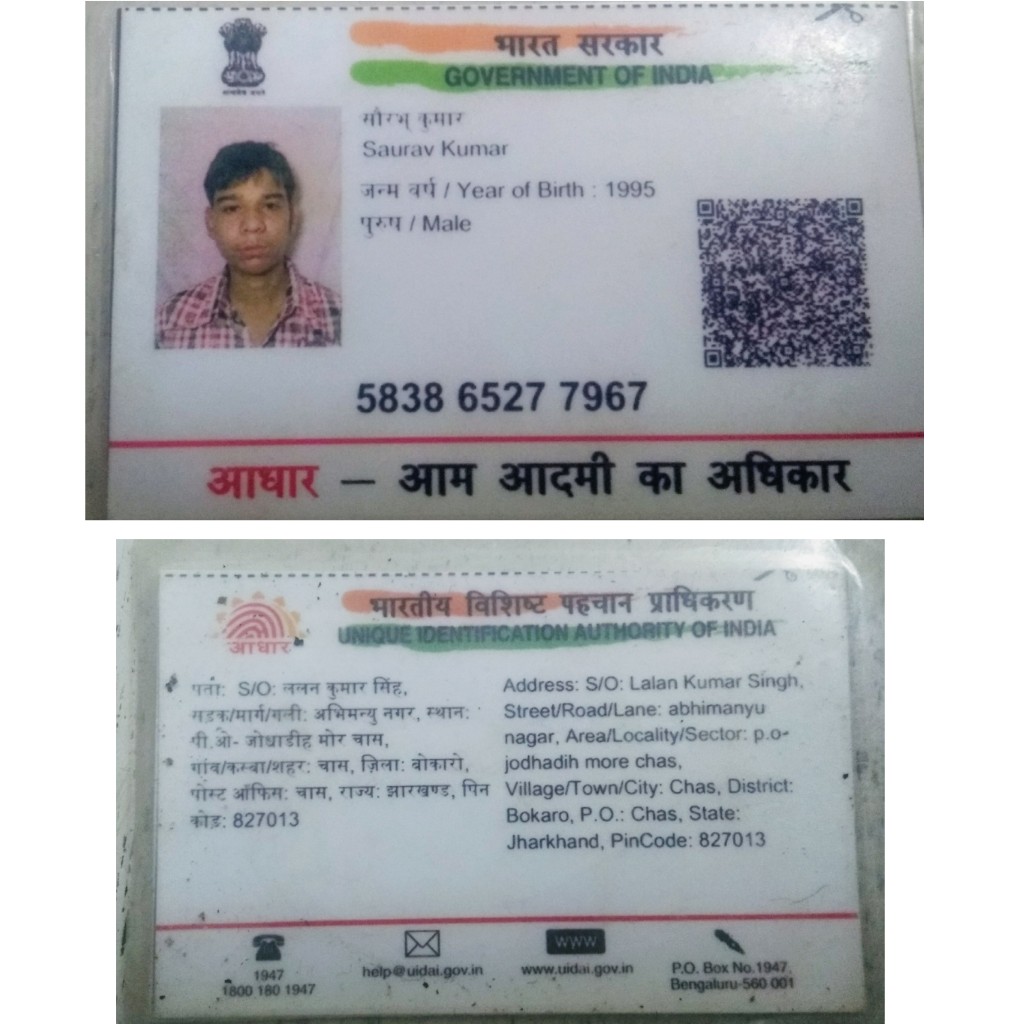 भारत सरकार
GOVERNMENT OF INDIA
सौरभ् कुमार
Saurav Kumar
जन्म वर्ष / Year of Birth : 1995
पुरुष / Male
5838 6527 7967
आधार – आम आदमी का अधिकार
भारतीय विशिष्ट पहचान प्राधिकरण
UNIQUE IDENTIFICATION AUTHORITY OF INDIA
आधार
पता: S/O: ललन कुमार सिंह,
सड़क/मार्ग/गली: अभिमन्यु नगर, स्थान:
पी.ओ- जोधाडीह मोर चास,
गांव/कस्बा/शहर: चास, ज़िला: बोकारो,
पोस्ट ऑफिस: चास, राज्य: झारखण्ड, पिन
कोड: 827013
Address: S/O: Lalan Kumar Singh,
Street/Road/Lane: abhimanyu
nagar, Area/Locality/Sector: p.o-
jodhadih more chas,
Village/Town/City: Chas, District:
Bokaro, P.O.: Chas, State:
Jharkhand, PinCode: 827013
1947
1800 180 1947
help@uidai.gov.in
www
www.uidai.gov.in
P.O. Box No.1947,
Bengaluru-560 001